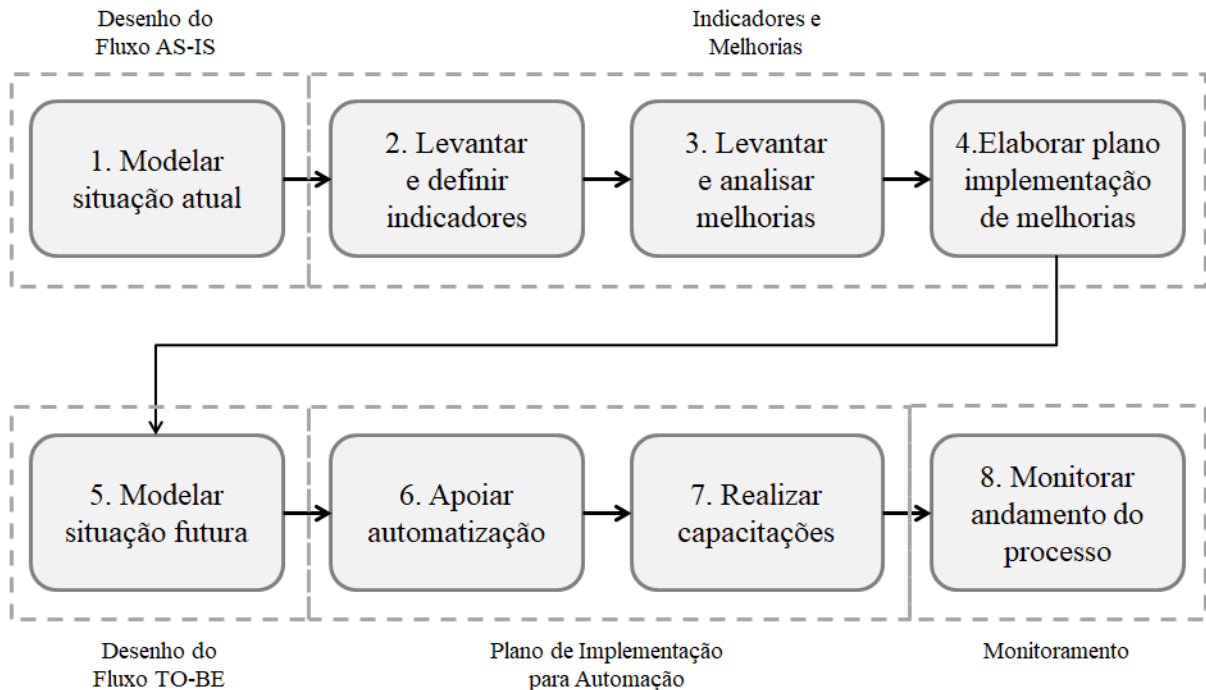 Desenho do
Fluxo AS-IS
Indicadores e
Melhorias
1. Modelar
situação atual
2. Levantar
e definir
indicadores
3. Levantar
e analisar
melhorias
4.Elaborar plano
implementação
de melhorias
5. Modelar
situação futura
6. Apoiar
automatização
7. Realizar
capacitações
8. Monitorar
andamento do
processo
Desenho do
Fluxo TO-BE
Plano de Implementação
para Automação
Monitoramento